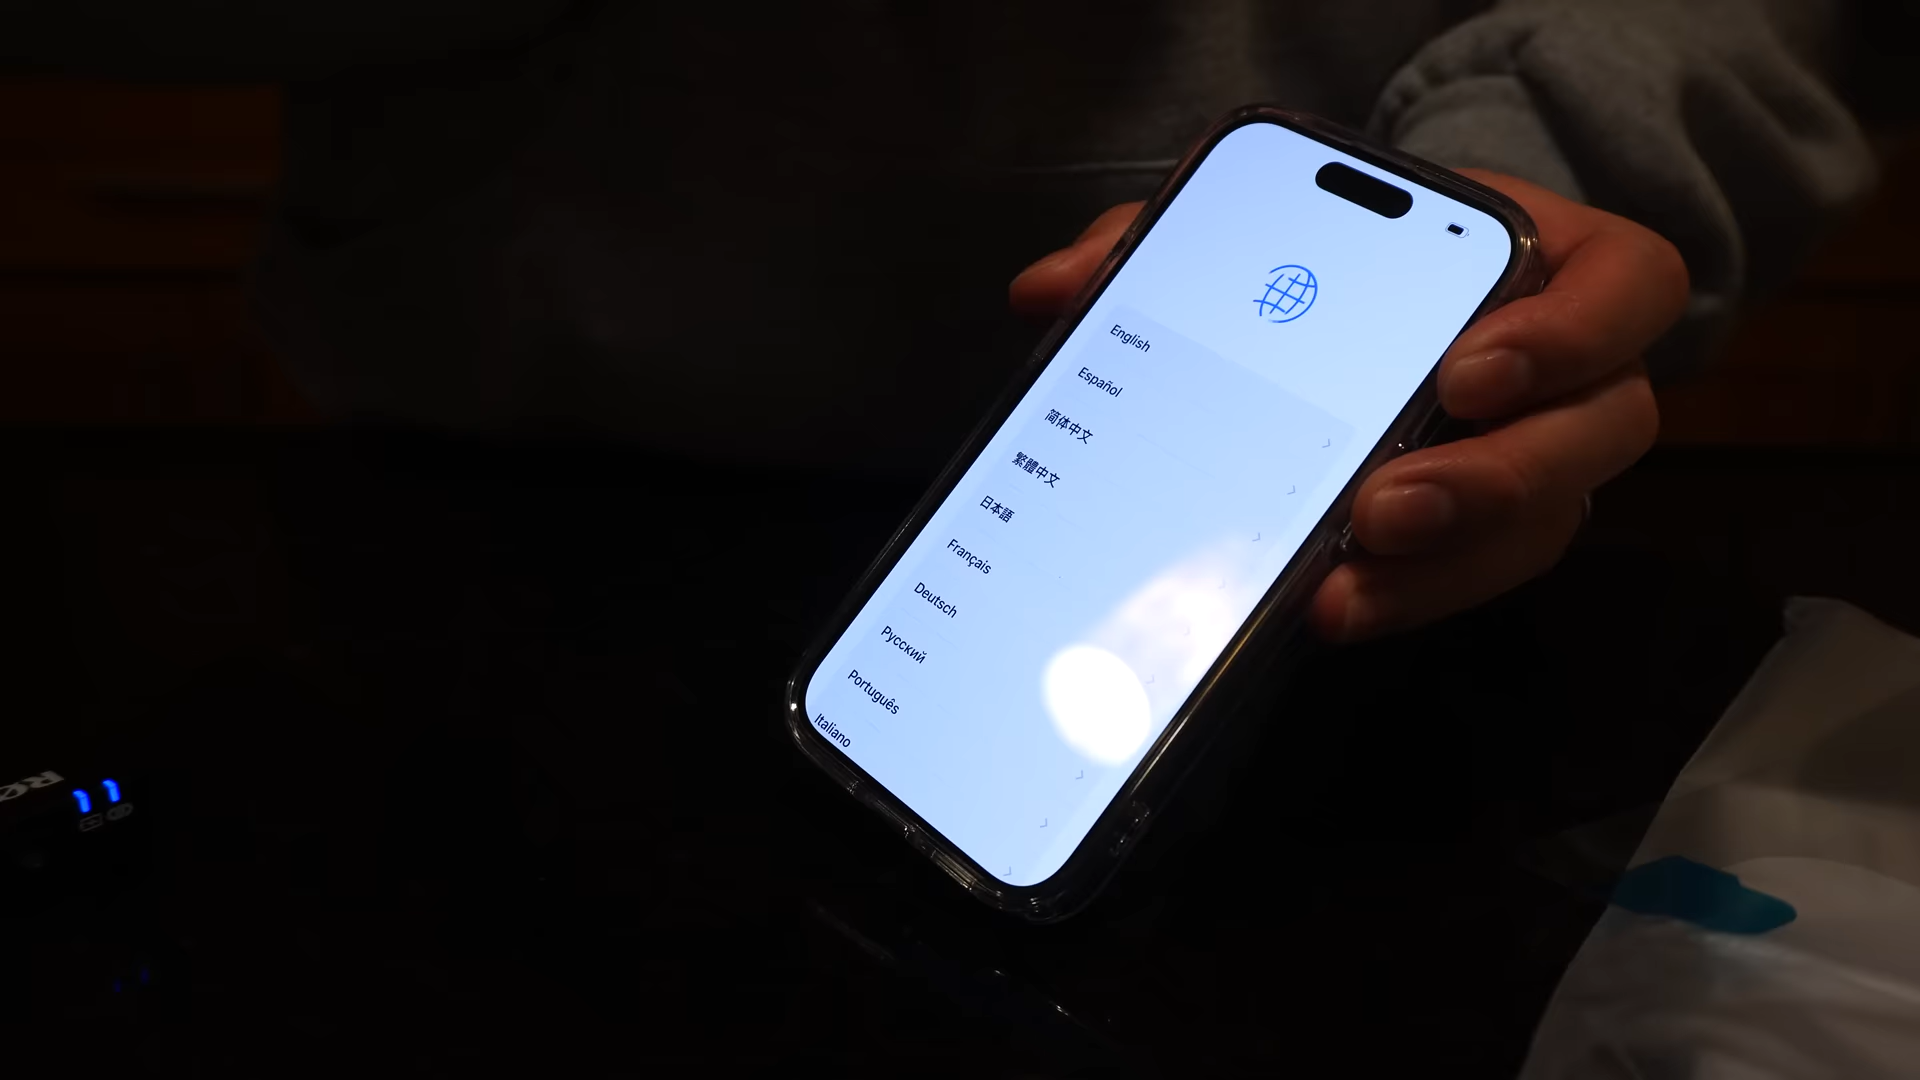 English
Español
简体中文
繁體中文
日本語
Français
Deutsch
Русский
Português
Italiano